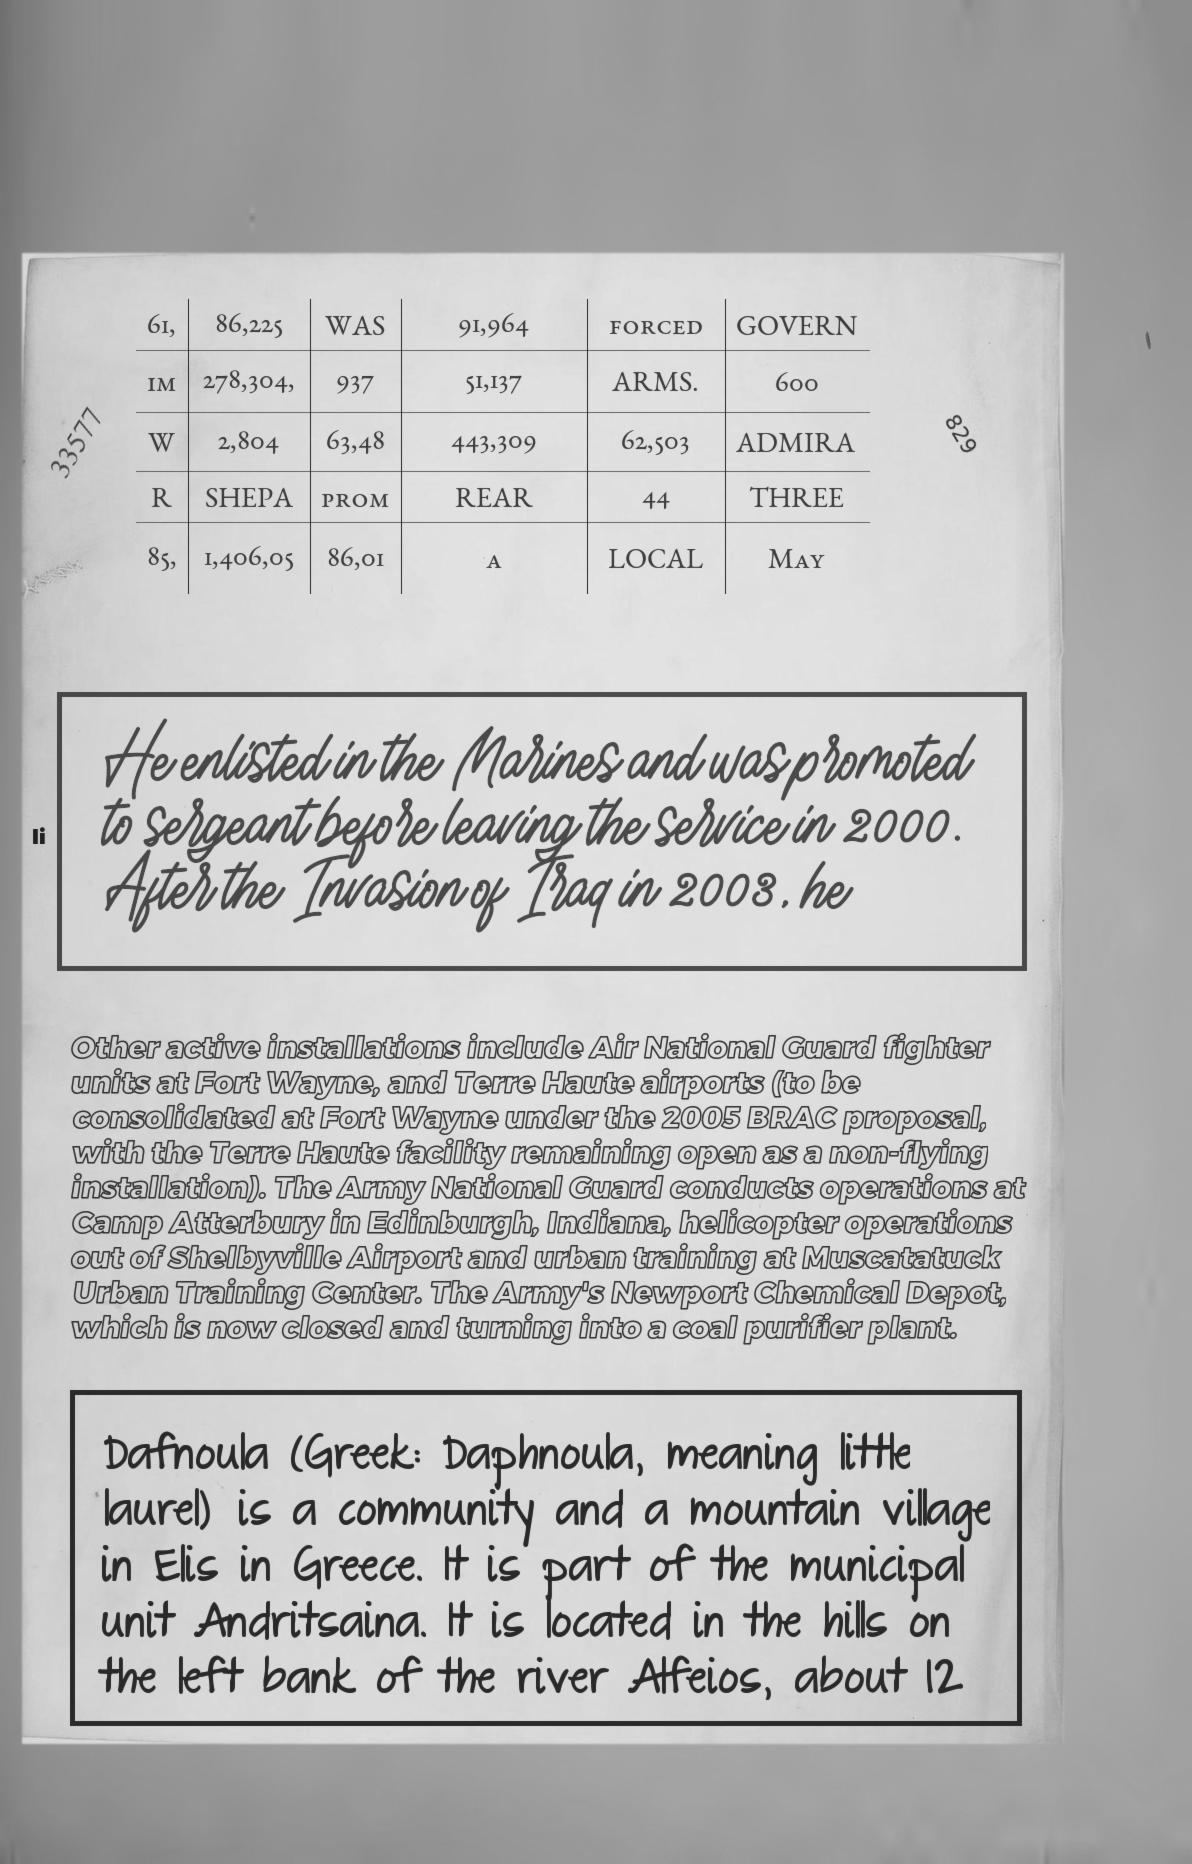 61, 86,225 WAS 91,964 FORCED GOVERN
IM 278,304, 937 51,137 ARMS. 600
W 2,804 63,48 443,309 62,503 ADMIRA
R SHEPA PROM REAR 44 THREE
85, 1,406,05 86,01 A LOCAL MAY
33577
829
He enlisted in the Marines and was promoted
to sergeant before leaving the service in 2000.
After the Invasion of Iraq in 2003. he
li
Other active installations include Air National Guard fighter
units at Fort Wayne, and Terre Haute airports (to be
consolidated at Fort Wayne under the 2005 BRAC proposal,
with the Terre Haute facility remaining open as a non-flying
installation). The Army National Guard conducts operations at
Camp Atterbury in Edinburgh, Indiana, helicopter operations
out of Shelbyville Airport and urban training at Muscatatuck
Urban Training Center. The Army's Newport Chemical Depot,
which is now closed and turning into a coal purifier plant.
Dafnoula (Greek: Daphnoula, meaning little
laurel) is a community and a mountain village
in Elis in Greece. It is part of the municipal
unit Andritsaina. It is located in the hills on
the left bank of the river Alfeios, about 12